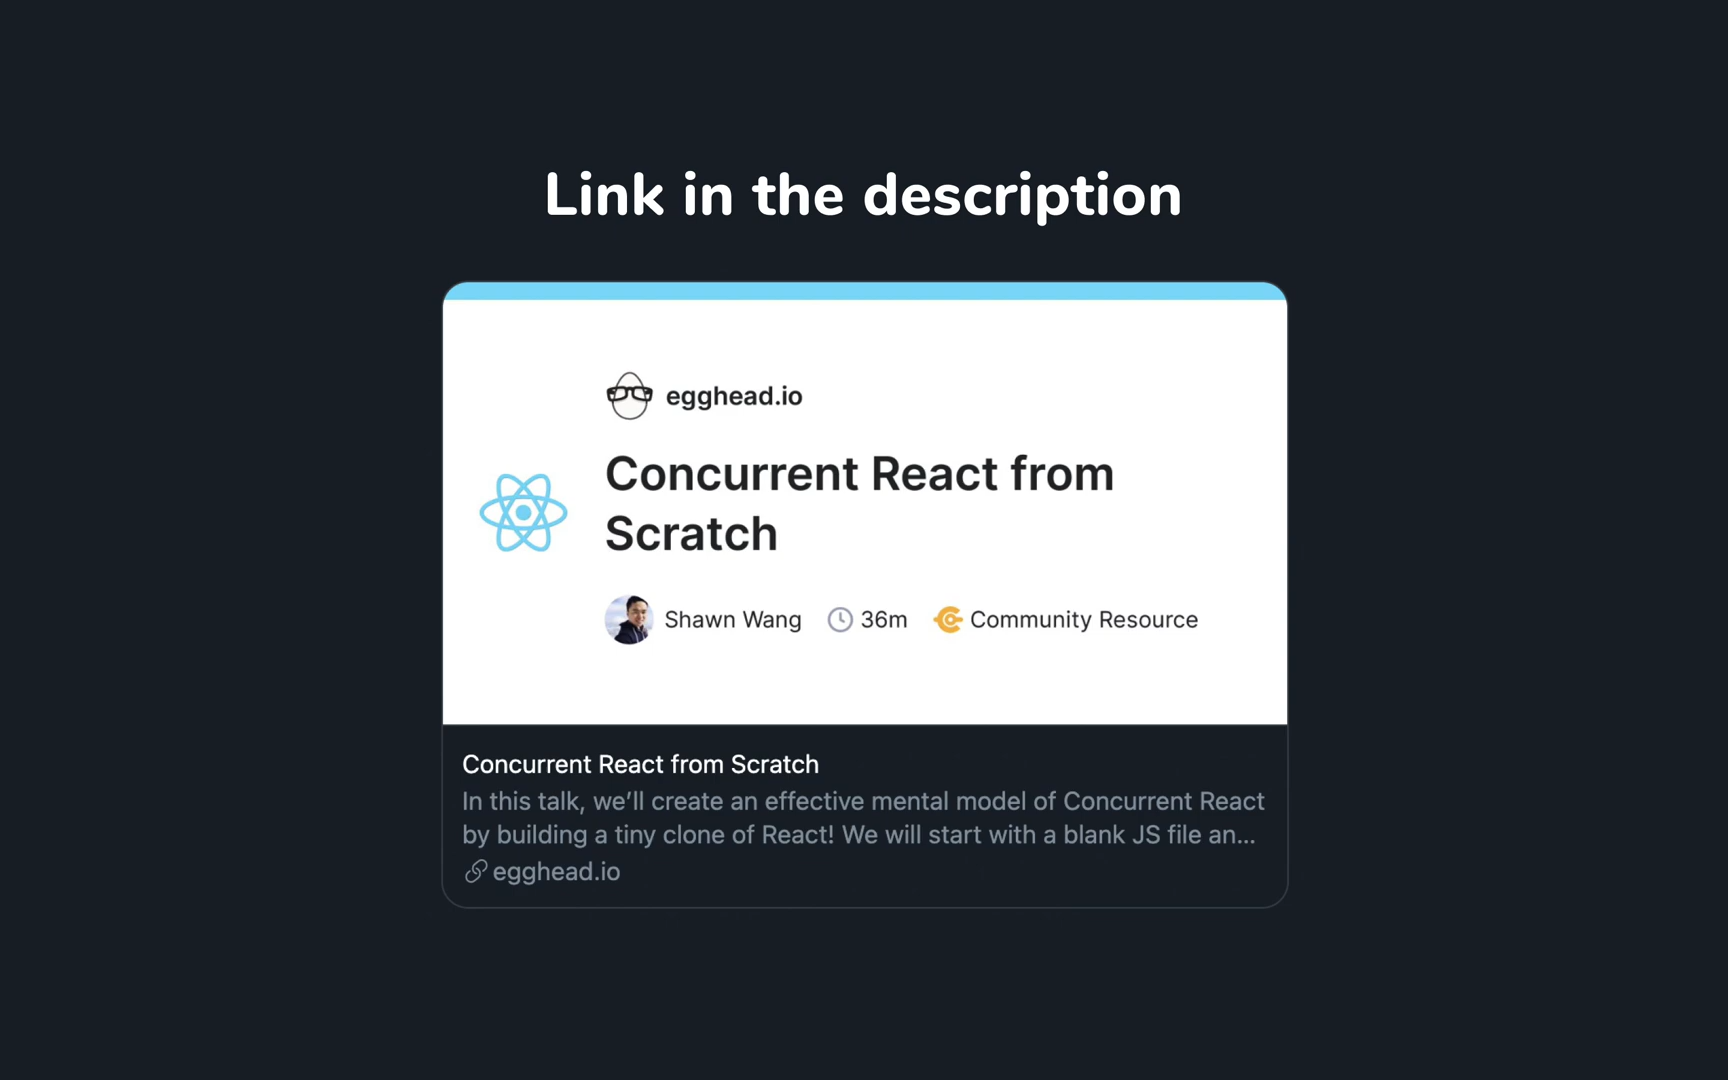 Link in the description
egghead.io
Concurrent React from
Scratch
Shawn Wang 36m Community Resource
Concurrent React from Scratch
In this talk, we’ll create an effective mental model of Concurrent React
by building a tiny clone of React! We will start with a blank JS file an...
egghead.io